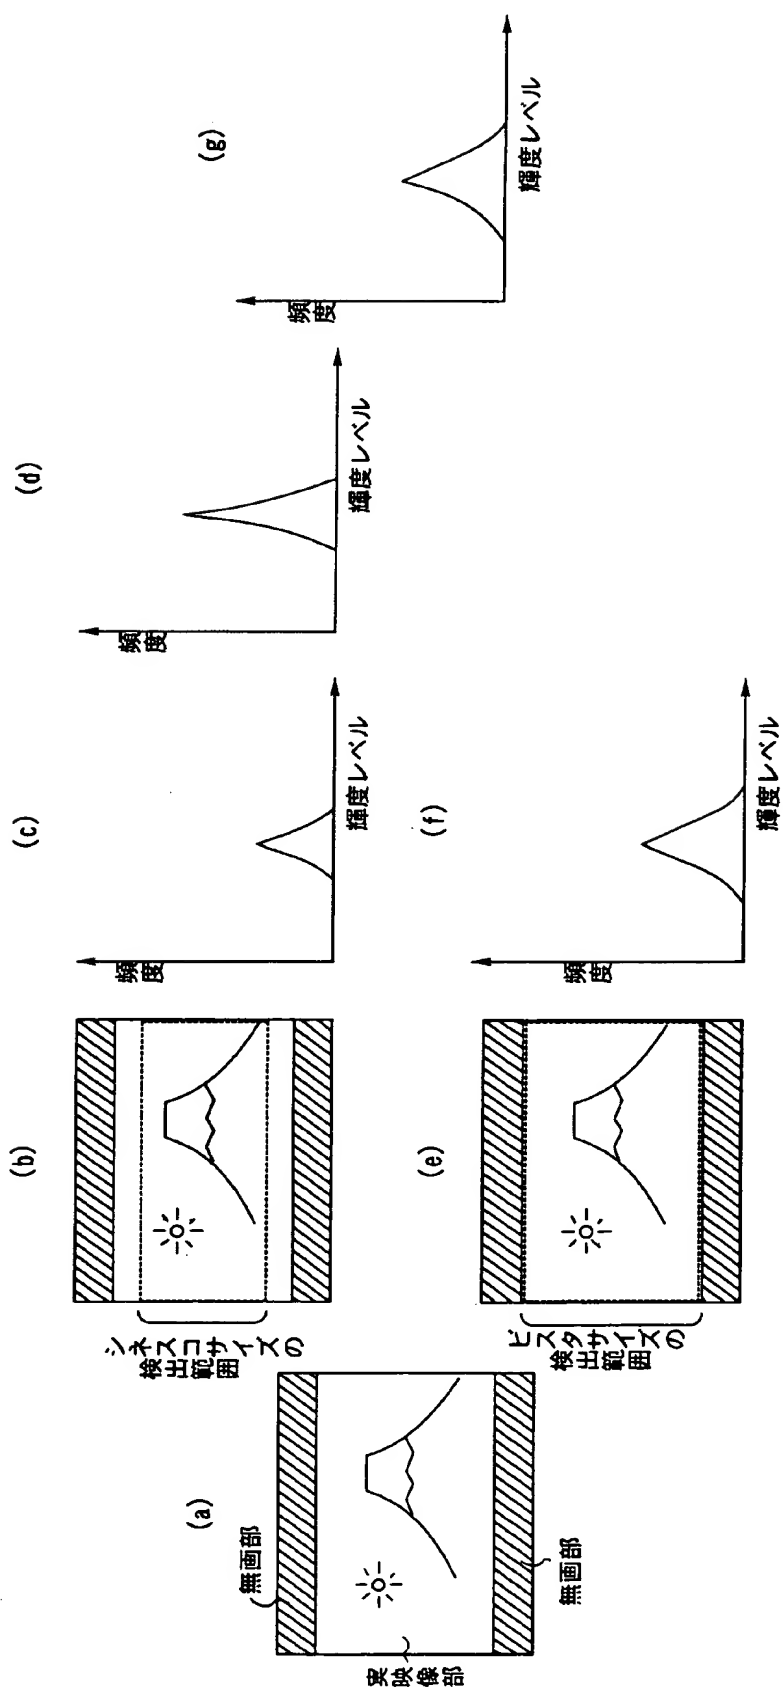 (a)
無画部
実映像部
無画部
(b)
シネスコサイズの
検出範囲
(c)
頻度
輝度レベル
(d)
頻度
輝度レベル
(e)
ビスタサイズの
検出範囲
(f)
頻度
輝度レベル
(g)
頻度
輝度レベル